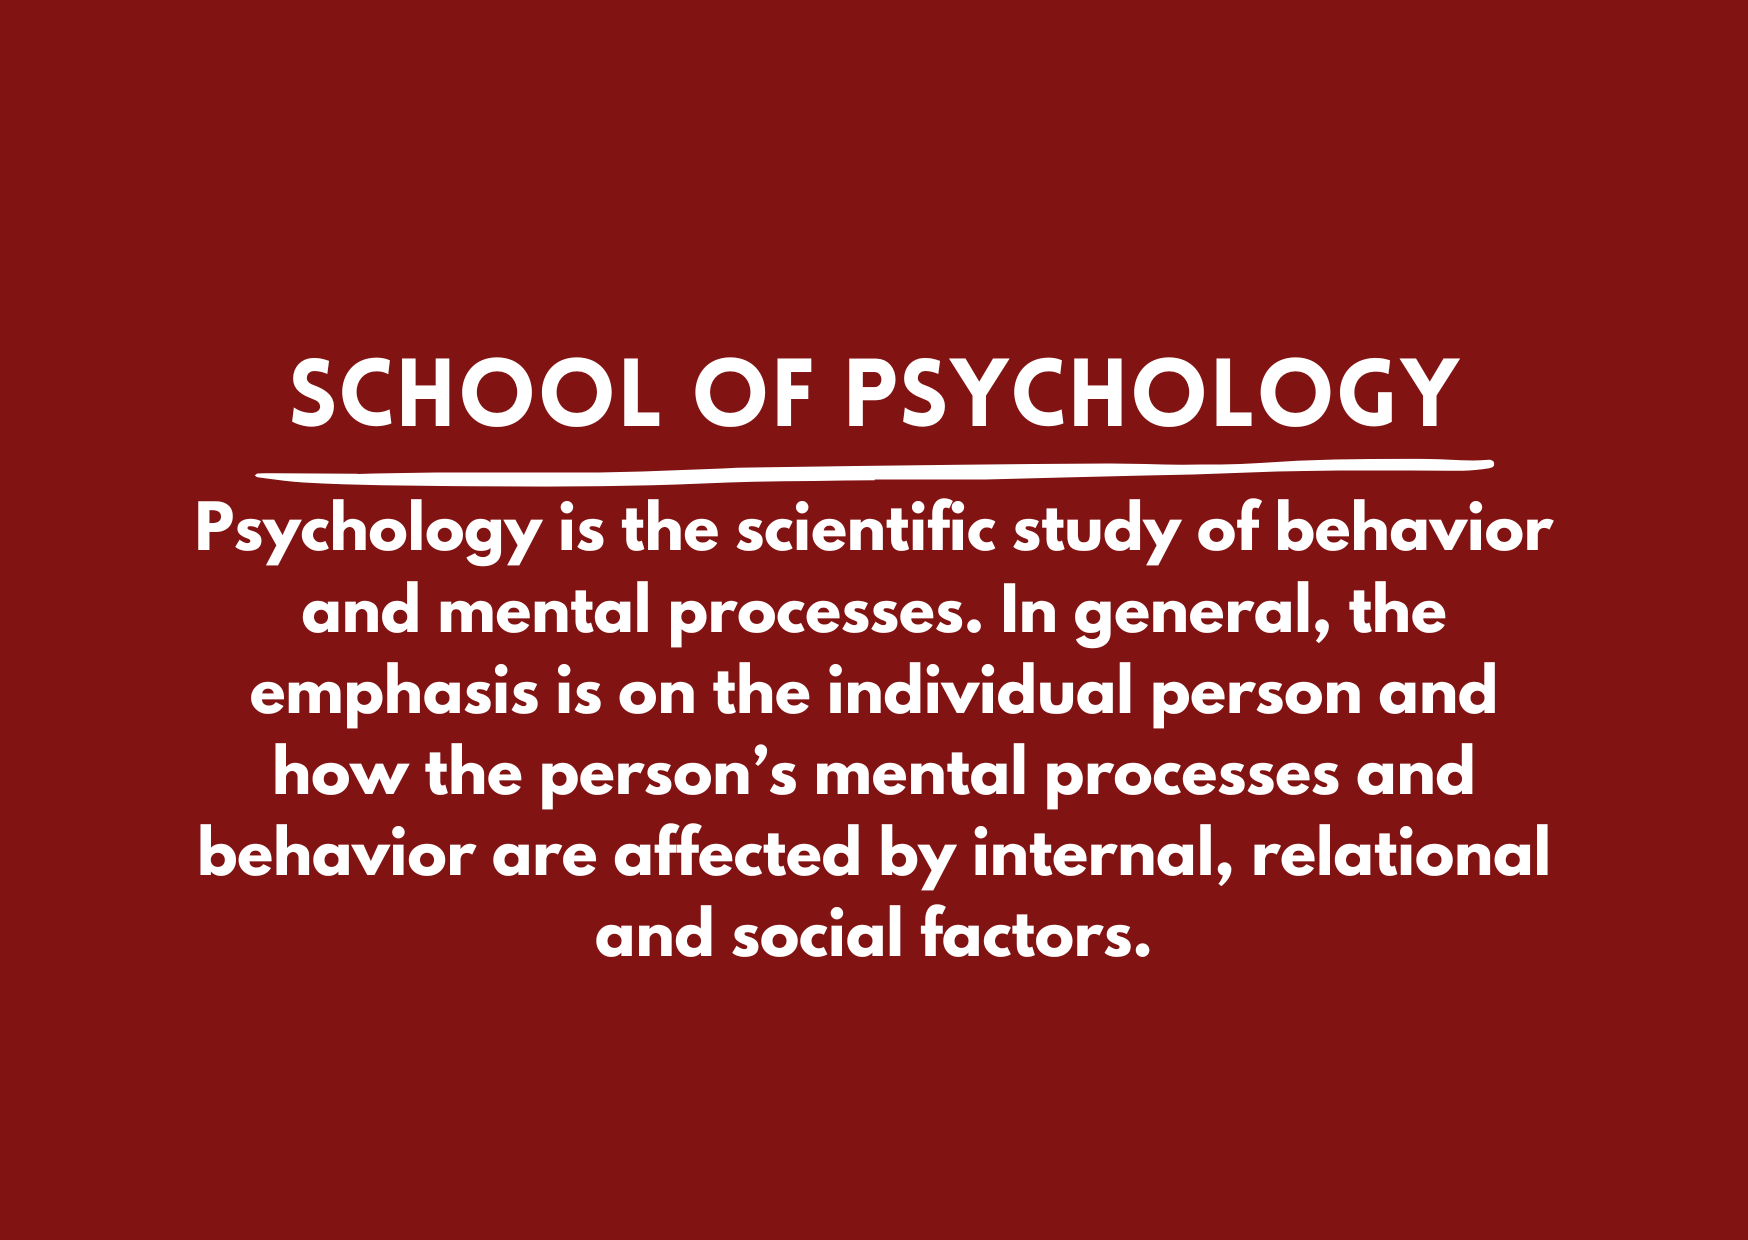 SCHOOL OF PSYCHOLOGY
Psychology is the scientific study of behavior
and mental processes. In general, the
emphasis is on the individual person and
how the person’s mental processes and
behavior are affected by internal, relational
and social factors.